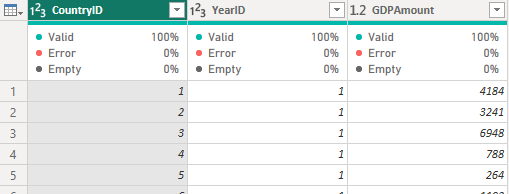 1²3 CountryID 1²3 YearID 1.2 GDPAmount
Valid 100% Valid 100% Valid 100%
Error 0% Error 0% Error 0%
Empty 0% Empty 0% Empty 0%
1 1 1 4184
2 2 1 3241
3 3 1 6948
4 4 1 788
5 5 1 264